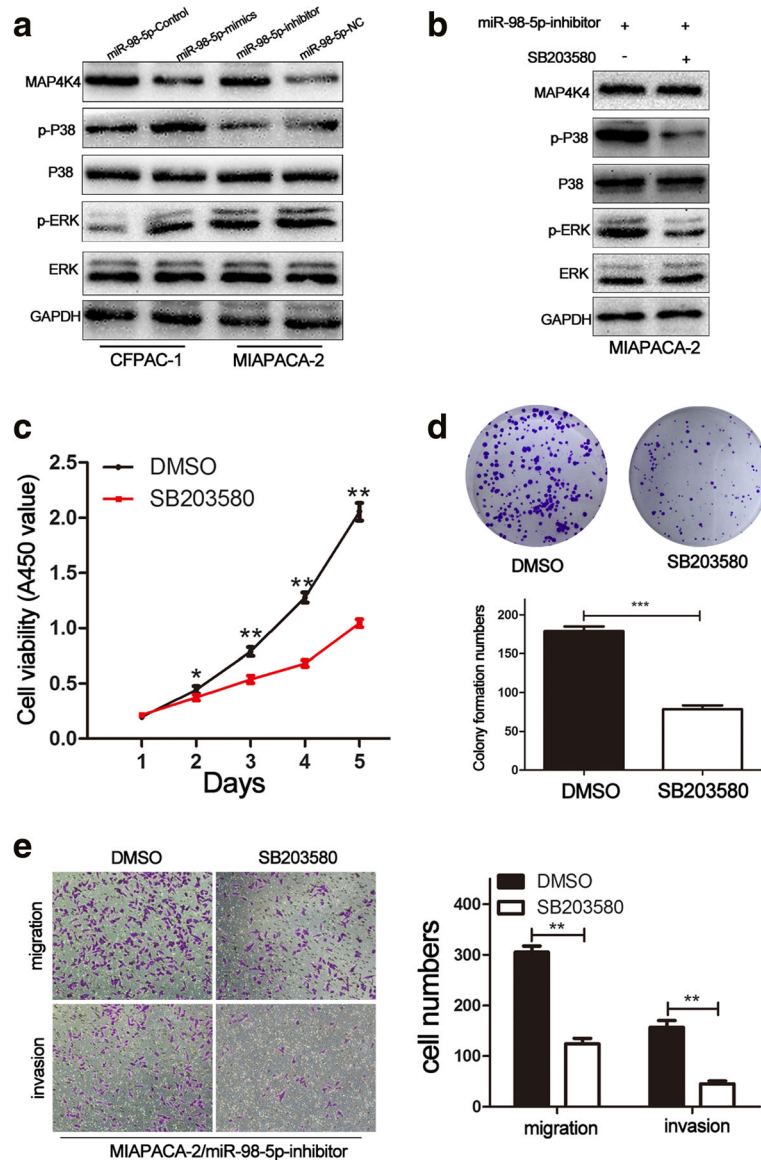 a
miR-98-5p-Control
miR-98-5p-mimics
miR-98-5p-inhibitor
miR-98-5p-NC
MAP4K4
p-P38
P38
p-ERK
ERK
GAPDH
CFPAC-1 MIAPACA-2
b
miR-98-5p-inhibitor + +
SB203580 - +
MAP4K4
p-P38
P38
p-ERK
ERK
GAPDH
MIAPACA-2
c
Cell viability (A450 value)
2.5
2.0
1.5
1.0
0.5
0.0
DMSO
SB203580
* ** ** **
1 2 3 4 5
Days
d
DMSO SB203580
Colony formation numbers
200
150
100
50
0
***
DMSO SB203580
e
DMSO SB203580
migration
invasion
MIAPACA-2/miR-98-5p-inhibitor
cell numbers
400
300
200
100
0
DMSO
SB203580
**
**
migration invasion